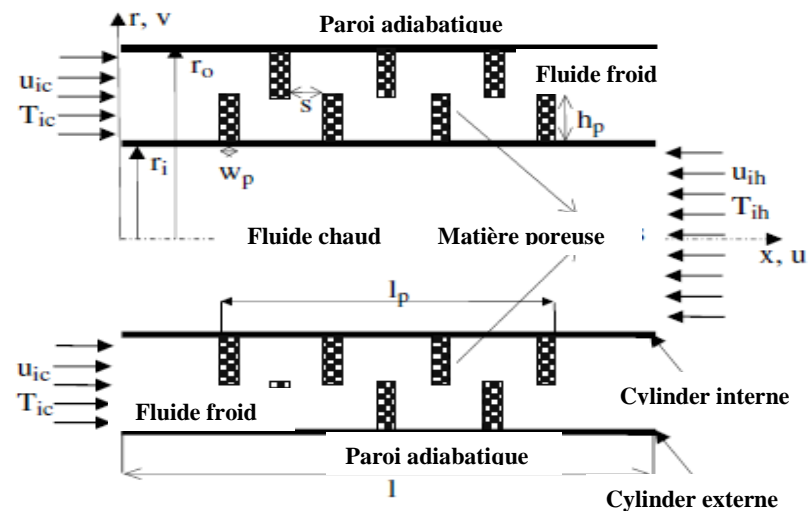 r, v
Paroi adiabatique
r_o
Fluide froid
u_ic
T_ic
s
h_p
r_i
w_p
u_ih
T_ih
Fluide chaud
Matière poreuse
x, u
l_p
u_ic
T_ic
Fluide froid
Cylinder interne
Paroi adiabatique
l
Cylinder externe